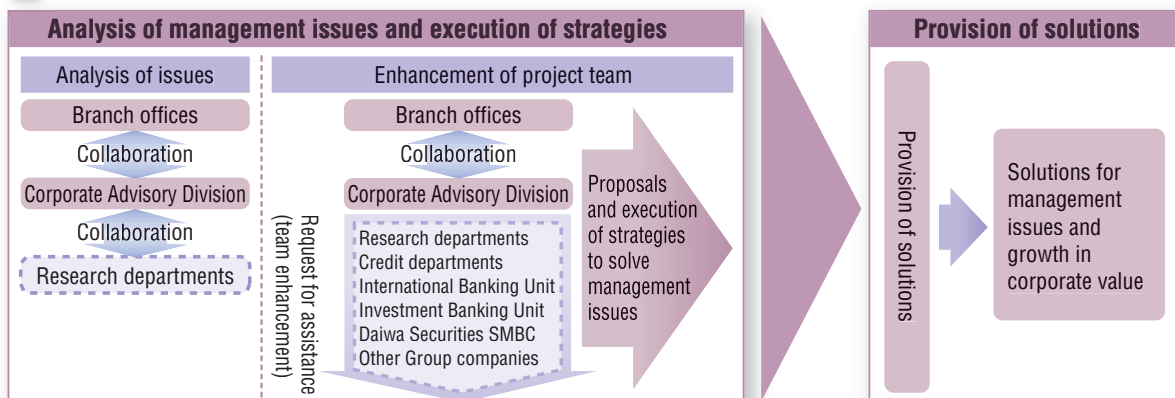 Analysis of management issues and execution of strategies
Analysis of issues
Branch offices
Collaboration
Corporate Advisory Division
Collaboration
Research departments
Request for assistance
(team enhancement)
Enhancement of project team
Branch offices
Collaboration
Corporate Advisory Division
Research departments
Credit departments
International Banking Unit
Investment Banking Unit
Daiwa Securities SMBC
Other Group companies
Proposals
and execution
of strategies
to solve
management
issues
Provision of solutions
Provision of solutions
Solutions for
management
issues and
growth in
corporate value